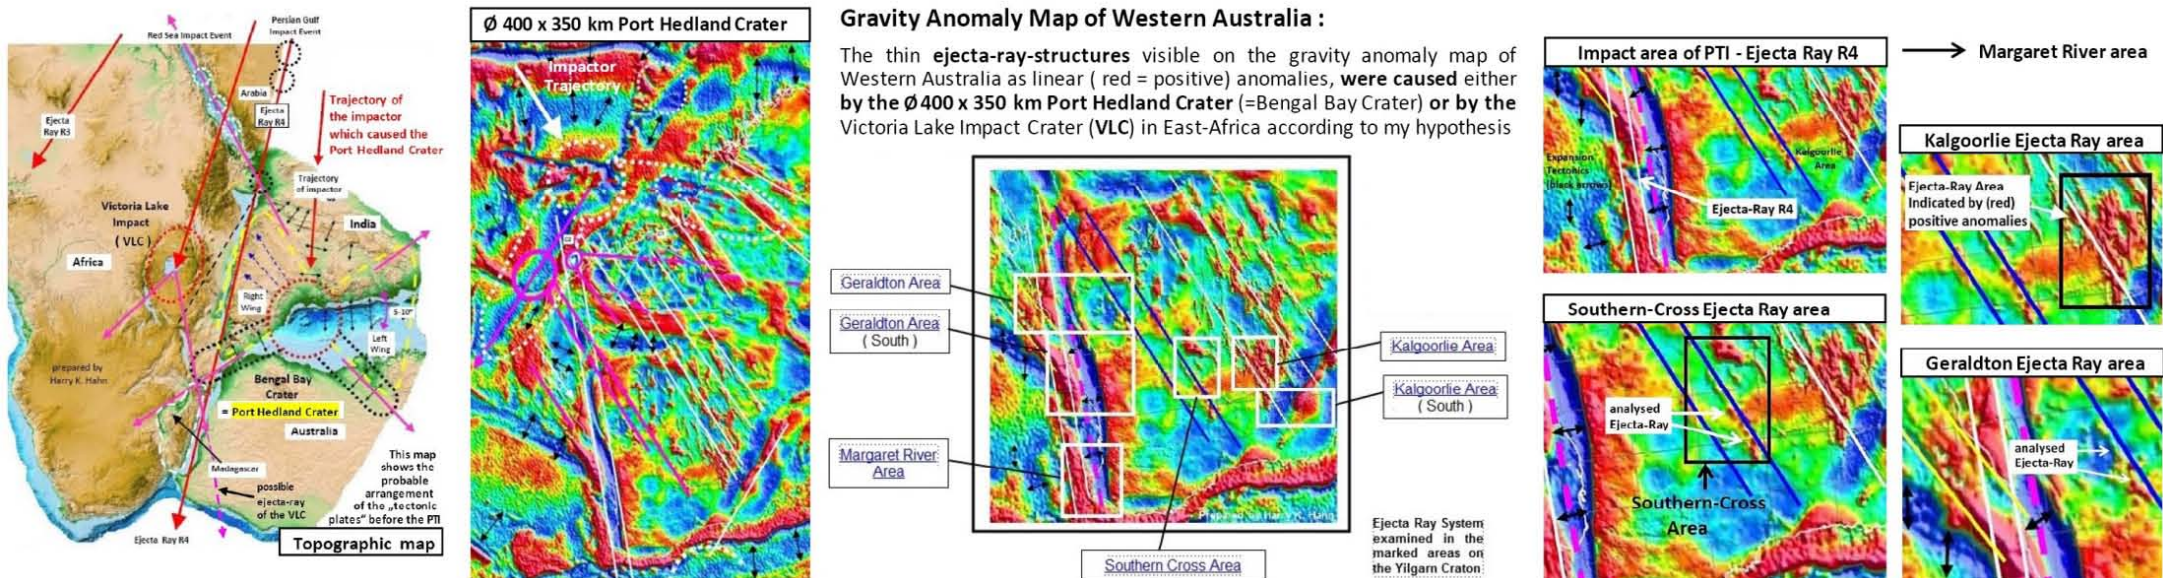 Persian Gulf
Impact Event
Red Sea Impact Event
Arabia
Ejecta
Ray R4
Ejecta
Ray R3
Trajectory of
the impactor
which caused the
Port Hedland Crater
Trajectory
of impactor
India
Victoria Lake
Impact
( VLC )
Africa
Right
Wing
5-10°
Left
Wing
prepared by
Harry K. Hahn
Bengal Bay
Crater
= Port Hedland Crater
Australia
Madagascar
possible
ejecta-ray
of the VLC
This map
shows the
probable
arrangement
of the „tectonic
plates“ before the PTI
Ejecta Ray R4
Topographic map
Ø 400 x 350 km Port Hedland Crater
Impactor
Trajectory
Gravity Anomaly Map of Western Australia :
The thin ejecta-ray-structures visible on the gravity anomaly map of
Western Australia as linear ( red = positive) anomalies, were caused either
by the Ø 400 x 350 km Port Hedland Crater (=Bengal Bay Crater) or by the
Victoria Lake Impact Crater (VLC) in East-Africa according to my hypothesis
Geraldton Area
Geraldton Area
( South )
Margaret River
Area
Kalgoorlie Area
Kalgoorlie Area
( South )
Prepared by Harry K. Hahn
Southern Cross Area
Ejecta Ray System
examined in the
marked areas on
the Yilgarn Craton
Impact area of PTI - Ejecta Ray R4
Expansion
Tectonics
(black arrows)
Kalgoorlie
Area
Ejecta-Ray R4
Southern-Cross Ejecta Ray area
analysed
Ejecta-Ray
Southern-Cross
Area
Margaret River area
Kalgoorlie Ejecta Ray area
Ejecta-Ray Area
Indicated by (red)
positive anomalies
Geraldton Ejecta Ray area
analysed
Ejecta-Ray